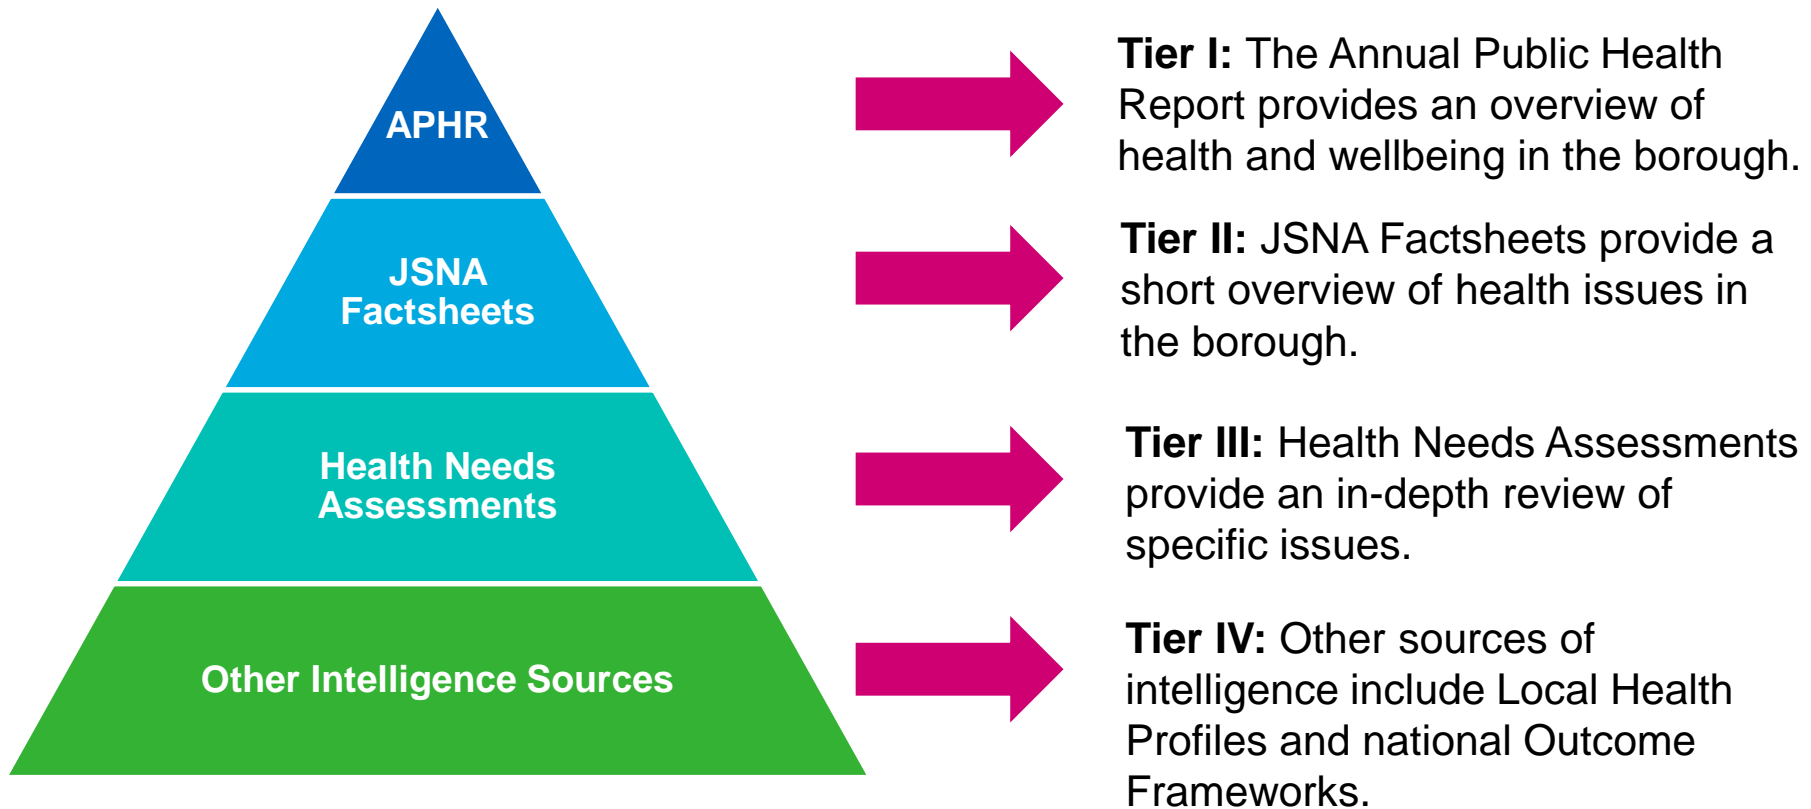 APHR
Tier I: The Annual Public Health
Report provides an overview of
health and wellbeing in the borough.
JSNA
Factsheets
Tier II: JSNA Factsheets provide a
short overview of health issues in
the borough.
Health Needs
Assessments
Tier III: Health Needs Assessments
provide an in-depth review of
specific issues.
Other Intelligence Sources
Tier IV: Other sources of
intelligence include Local Health
Profiles and national Outcome
Frameworks.